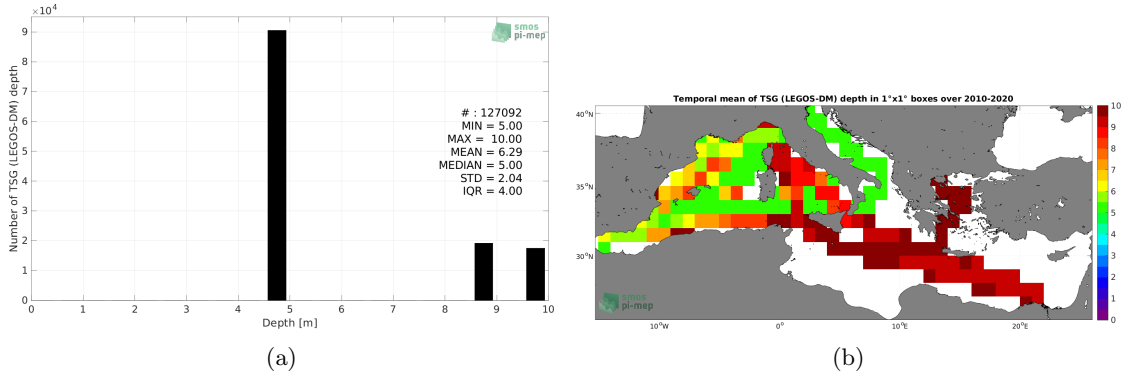 ×10⁴
9
8
7
6
5
4
3
2
1
0
Number of TSG (LEGOS-DM) depth
smos
pi-mep
# : 127092
MIN = 5.00
MAX = 10.00
MEAN = 6.29
MEDIAN = 5.00
STD = 2.04
IQR = 4.00
0 1 2 3 4 5 6 7 8 9 10
Depth [m]
(a)
Temporal mean of TSG (LEGOS-DM) depth in 1°x1° boxes over 2010-2020
40°N
35°N
30°N
10°W 0° 10°E 20°E
smos
pi-mep
10
9
8
7
6
5
4
3
2
1
0
(b)